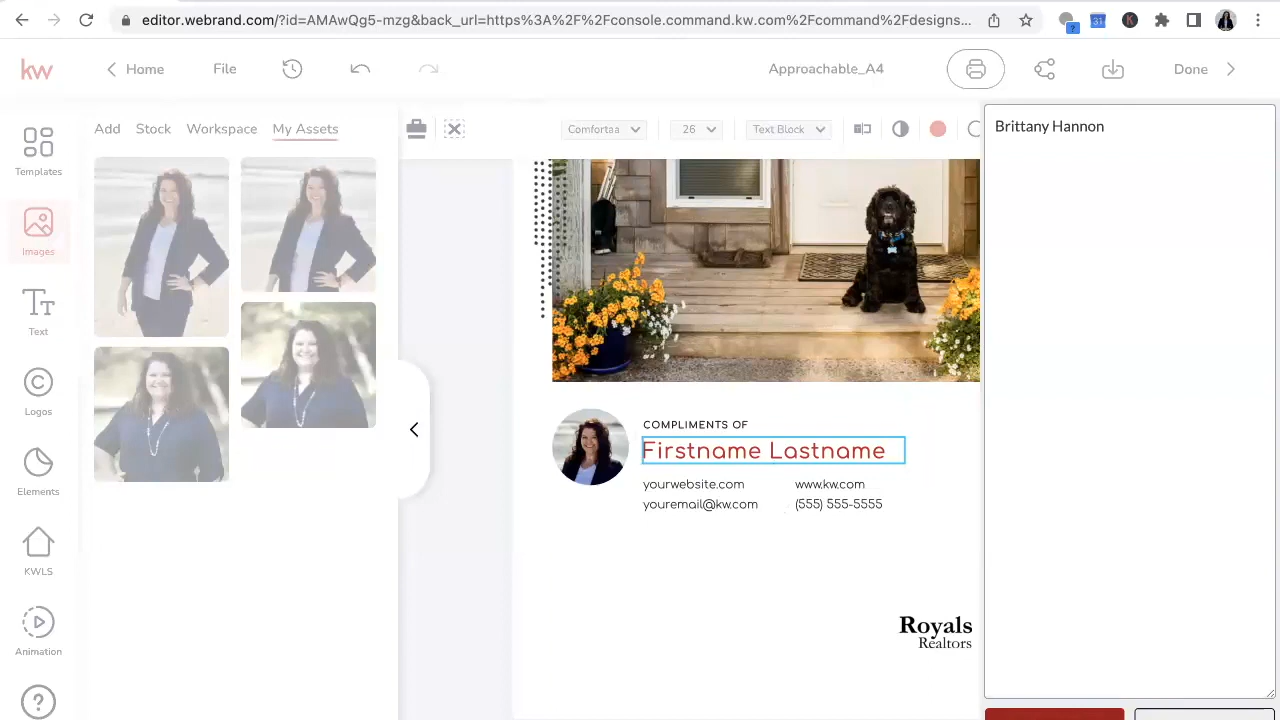 editor.webrand.com/?id=AMAwQg5-mzg&back_url=https%3A%2F%2Fconsole.command.kw.com%2Fcommand%2Fdesigns...
?
31
K
kw
Home
File
Approachable_A4
Done
Templates
Images
Text
Logos
Elements
KWLS
Animation
?
Add
Stock
Workspace
My Assets
Comfortaa
26
Text Block
COMPLIMENTS OF
Firstname Lastname
yourwebsite.com
www.kw.com
youremail@kw.com
(555) 555-5555
Royals
Realtors
Brittany Hannon